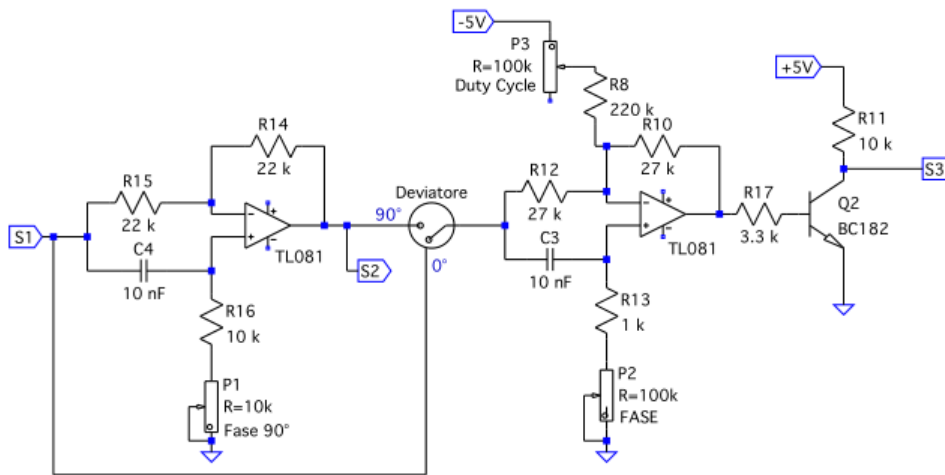 -5V
P3
R=100k
Duty Cycle
R8
220 k
+5V
R14
22 k
R10
27 k
R11
10 k
S3
R15
22 k
Deviatore
R12
27 k
-
+
TL081
90°
0°
-
+
TL081
R17
3.3 k
Q2
BC182
S1
C4
10 nF
S2
C3
10 nF
R16
10 k
R13
1 k
P1
R=10k
Fase 90°
P2
R=100k
FASE